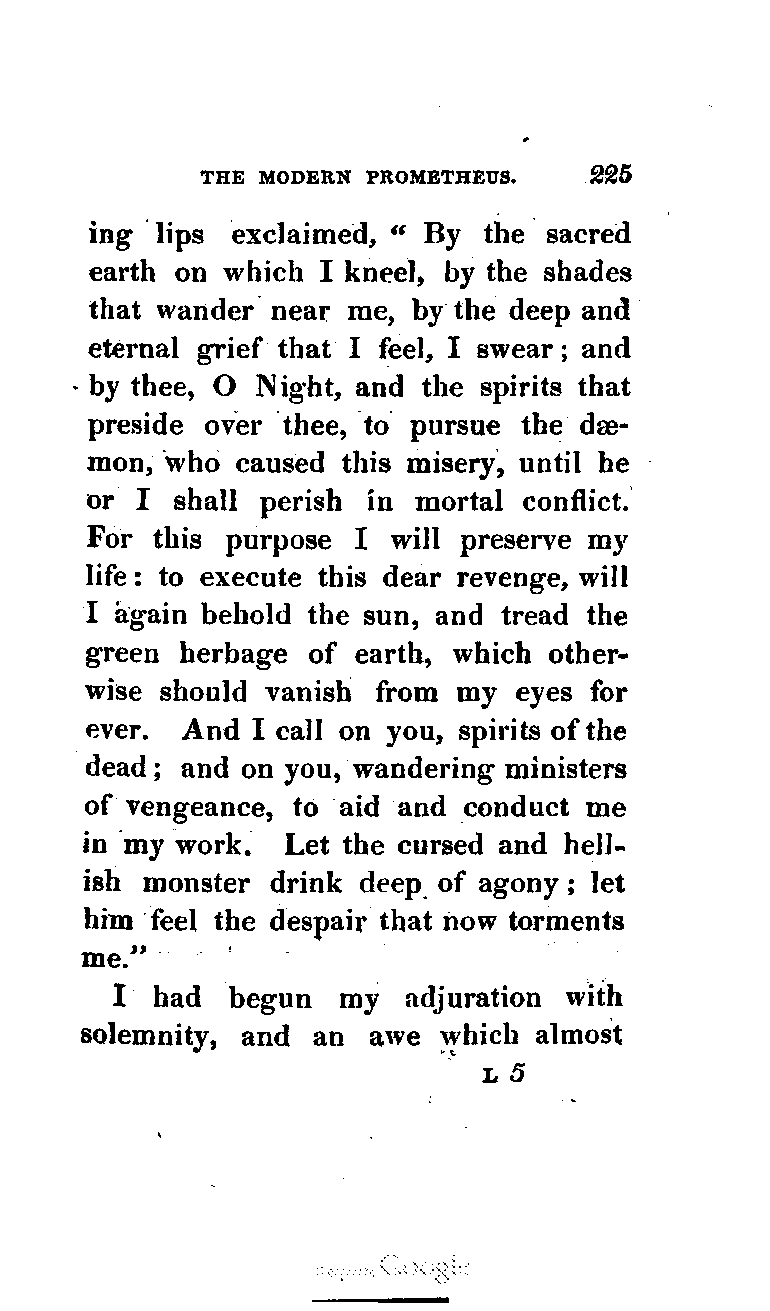 THE MODERN PROMETHEUS. 225
ing lips exclaimed, “ By the sacred
earth on which I kneel, by the shades
that wander near me, by the deep and
eternal grief that I feel, I swear ; and
by thee, O Night, and the spirits that
preside over thee, to pursue the dæ-
mon, who caused this misery, until he
or I shall perish in mortal conflict.
For this purpose I will preserve my
life : to execute this dear revenge, will
I again behold the sun, and tread the
green herbage of earth, which other-
wise should vanish from my eyes for
ever. And I call on you, spirits of the
dead ; and on you, wandering ministers
of vengeance, to aid and conduct me
in my work. Let the cursed and hell-
ish monster drink deep of agony ; let
him feel the despair that now torments
me.”
I had begun my adjuration with
solemnity, and an awe which almost
L 5
Google